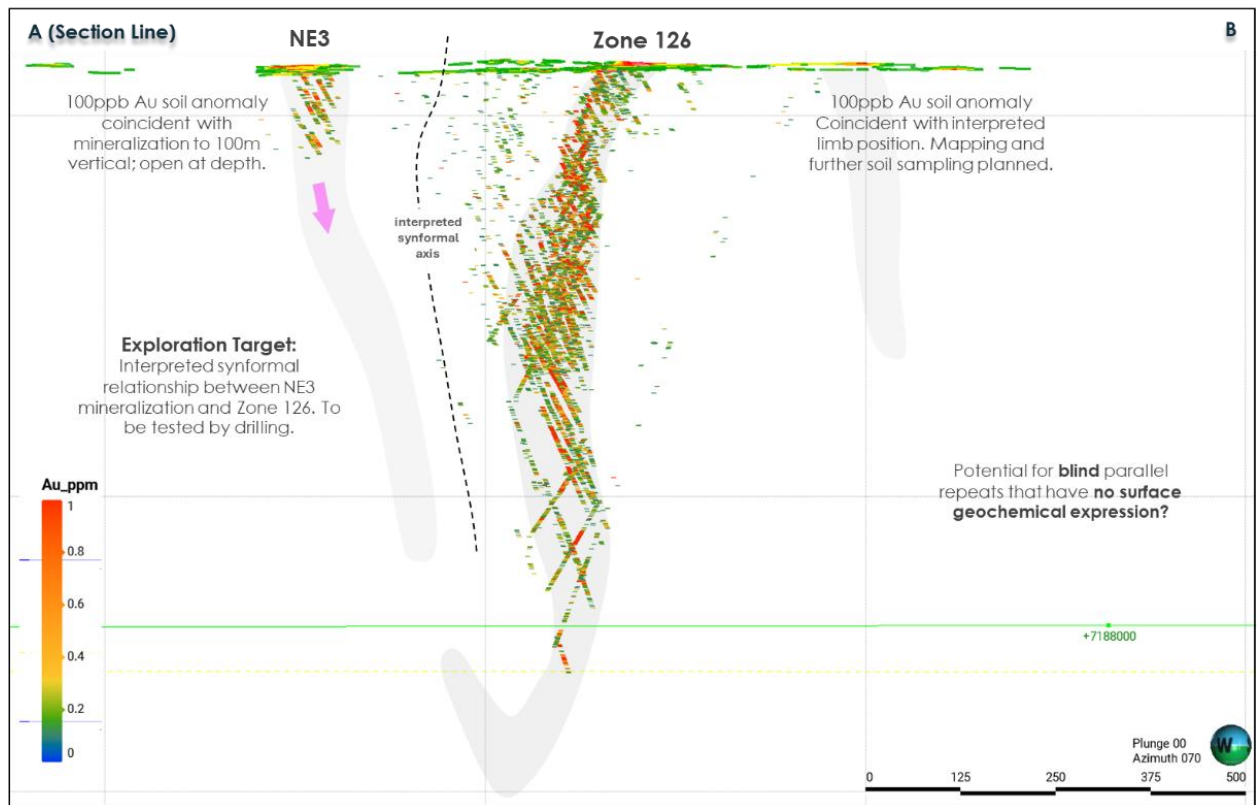 A (Section Line)
NE3
Zone 126
B
100ppb Au soil anomaly
coincident with
mineralization to 100m
vertical; open at depth.
100ppb Au soil anomaly
Coincident with interpreted
limb position. Mapping and
further soil sampling planned.
interpreted
synformal
axis
Exploration Target:
Interpreted synformal
relationship between NE3
mineralization and Zone 126. To
be tested by drilling.
Potential for blind parallel
repeats that have no surface
geochemical expression?
Au_ppm
1
0.8
0.6
0.4
0.2
0
+7188000
Plunge 00
Azimuth 070
W
0 125 250 375 500